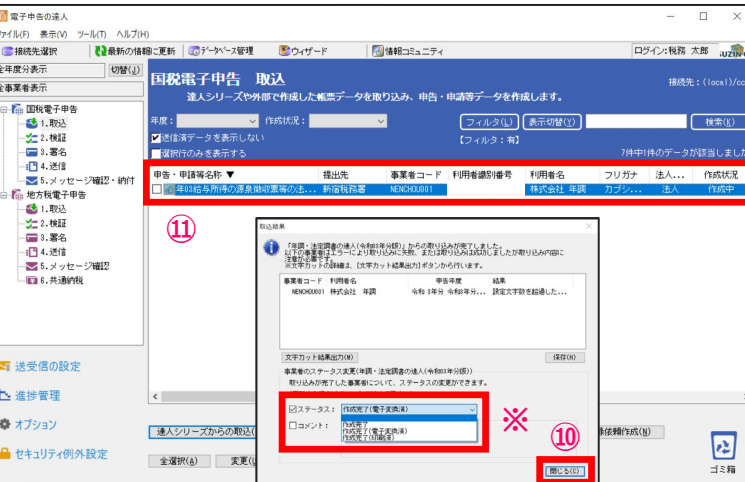 電子申告の達人
ファイル(F) 表示(V) ツール(T) ヘルプ(H)
接続先選択 最新の情報に更新 データベース管理 ウィザード 情報コミュニティ ログイン:税務 太郎
全年度分表示 切替(J)
全事業者表示
国税電子申告
1.取込
2.検証
3.署名
4.送信
5.メッセージ確認・納付
地方税電子申告
1.取込
2.検証
3.署名
4.送信
5.メッセージ確認
6.共通納税
送受信の設定
進捗管理
オプション
セキュリティ例外設定
国税電子申告 取込
接続先:(local)/cc
達人シリーズや外部で作成した帳票データを取り込み、申告・申請等データを作成します。
年度: 作成状況: フィルタ(L) 表示切替(Y) 検索(K)
送信済データを表示しない 【フィルタ:有】
選択行のみを表示する 7件中1件のデータが該当しました
申告・申請等名称 ▼ 提出先 事業者コード 利用者識別番号 利用者名 フリガナ 法人... 作成状況
年03給与所得の源泉徴収票等の法... 新宿税務署 NENCHOU001 株式会社 年調 カブシ... 法人 作成中
⑪
取込結果
「年調・法定調書の達人(令和03年分版)」からの取り込みが完了しました。
以下の事業者はエラーにより取り込みに失敗、または取り込みは成功しましたが取り込み内容に
注意が必要です。
※文字カットの詳細は、[文字カット結果出力]ボタンから行います。
事業者コード 利用者名 申告年度 結果
NENCHOU001 株式会社 年調 令和 3年分 令和3年分... 設定文字数を超過した...
文字カット結果出力(M) 保存(H)
事業者のステータス変更(年調・法定調書の達人(令和03年分版))
取り込みが完了した事業者について、ステータスの変更ができます。
ステータス: 作成完了(電子変換済)
コメント: 作成完了
作成完了(電子変換済)
作成完了(印刷済)
※
⑩
閉じる(C)
達人シリーズからの取込( 依頼作成(N)
全選択(A) 変更(U
ゴミ箱